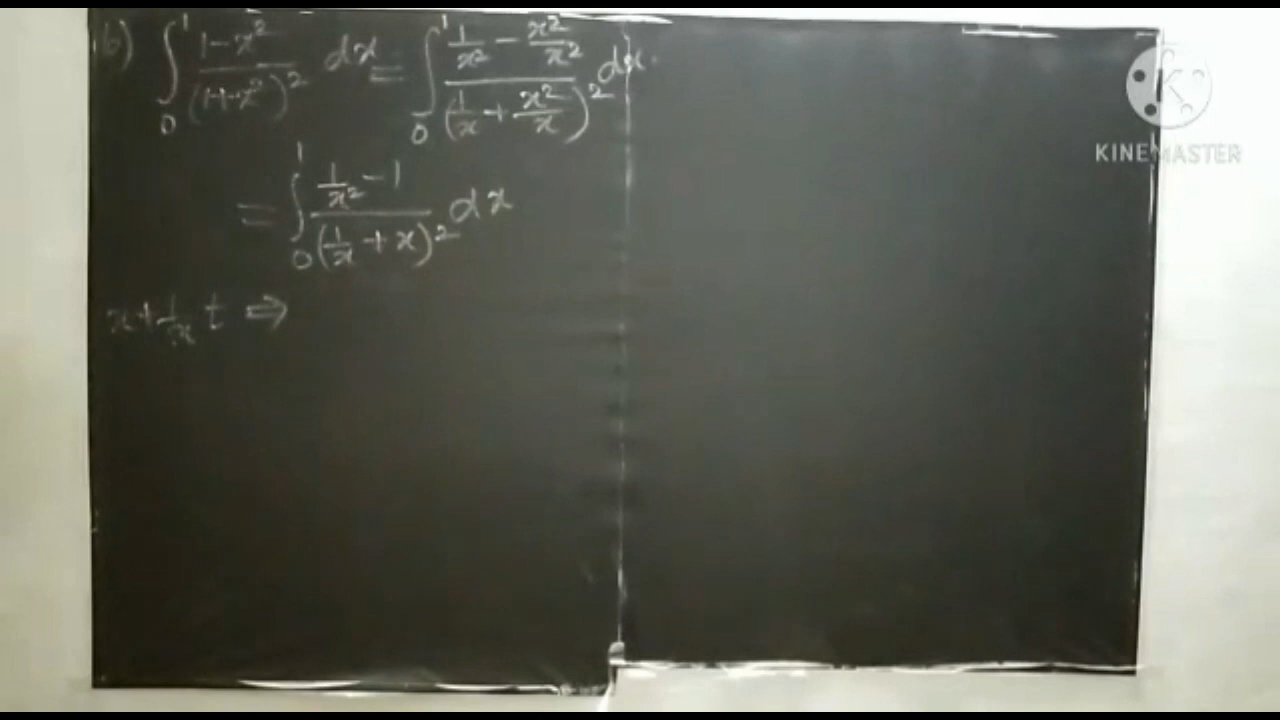 16) ∫₀¹ (1-x²)/(1+x²)² dx = ∫₀¹ (1/x² - x²/x²)/(1/x + x²/x)² dx.
= ∫₀¹ (1/x² - 1)/(1/x + x)² dx
x + 1/x t ⇒
KINEMASTER